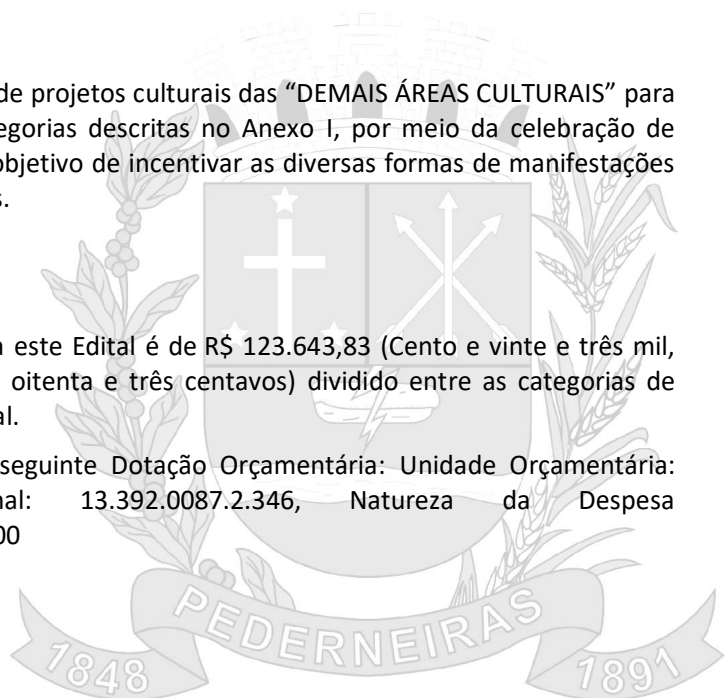 de projetos culturais das “DEMAIS ÁREAS CULTURAIS” para
egorias descritas no Anexo I, por meio da celebração de
objetivo de incentivar as diversas formas de manifestações
s.
este Edital é de R$ 123.643,83 (Cento e vinte e três mil,
oitenta e três centavos) dividido entre as categorias de
al.
seguinte Dotação Orçamentária: Unidade Orçamentária:
nal: 13.392.0087.2.346, Natureza da Despesa
00
PEDERNEIRAS
1848 1891